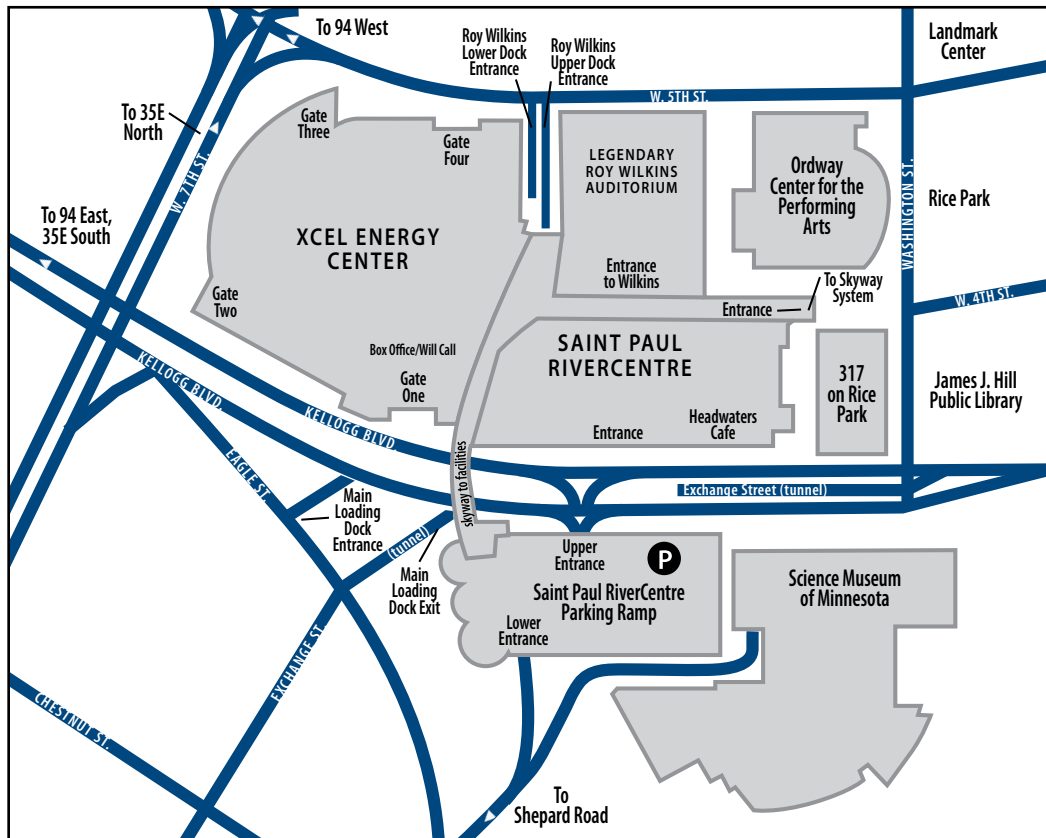 To 94 West
Roy Wilkins
Lower Dock
Entrance
Roy Wilkins
Upper Dock
Entrance
Landmark
Center
W. 5TH ST.
To 35E
North
Gate
Three
Gate
Four
LEGENDARY
ROY WILKINS
AUDITORIUM
Ordway
Center for the
Performing
Arts
W. 7TH ST.
WASHINGTON ST.
Rice Park
To 94 East,
35E South
XCEL ENERGY
CENTER
Entrance
to Wilkins
To Skyway
System
Gate
Two
Entrance
W. 4TH ST.
Box Office/Will Call
SAINT PAUL
RIVERCENTRE
Gate
One
317
on Rice
Park
James J. Hill
Public Library
KELLOGG BLVD.
KELLOGG BLVD.
Entrance
Headwaters
Cafe
skyway to facilities
EAGLE ST.
Exchange Street (tunnel)
Main
Loading
Dock
Entrance
(tunnel)
Main
Loading
Dock Exit
Upper
Entrance
P
Saint Paul RiverCentre
Parking Ramp
Lower
Entrance
Science Museum
of Minnesota
EXCHANGE ST.
CHESTNUT ST.
To
Shepard Road